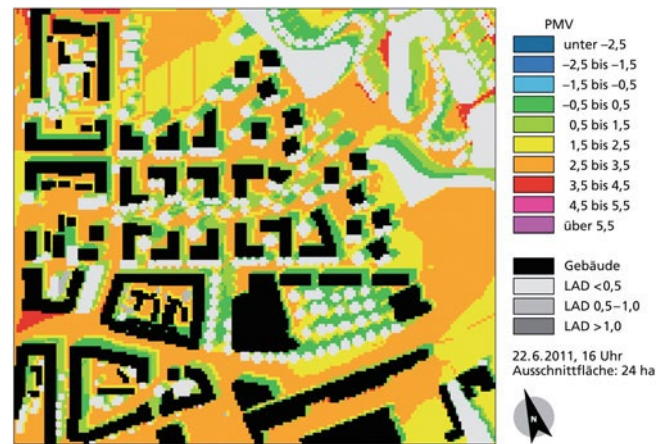 PMV
unter –2,5
–2,5 bis –1,5
–1,5 bis –0,5
–0,5 bis 0,5
0,5 bis 1,5
1,5 bis 2,5
2,5 bis 3,5
3,5 bis 4,5
4,5 bis 5,5
über 5,5
Gebäude
LAD <0,5
LAD 0,5–1,0
LAD >1,0
22.6.2011, 16 Uhr
Ausschnittfläche: 24 ha
N